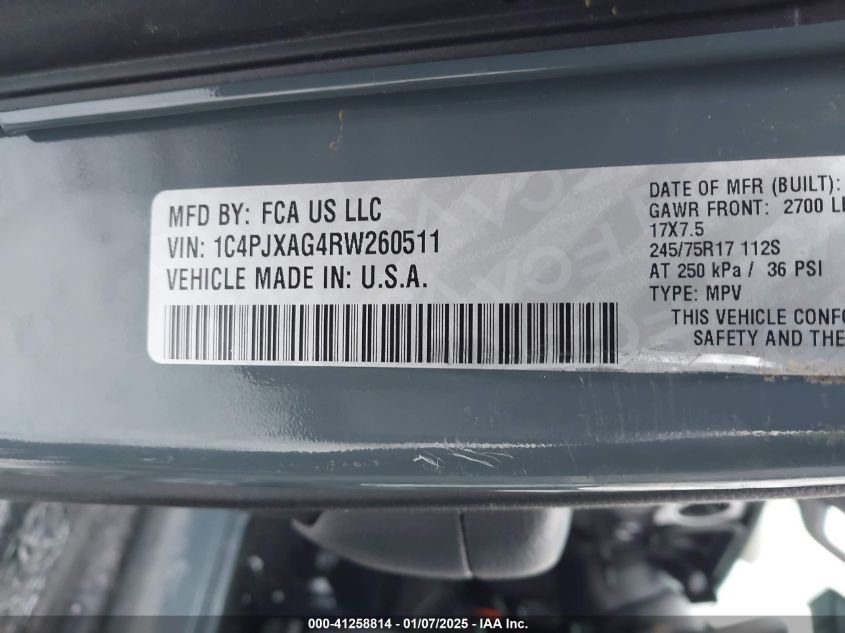 MFD BY: FCA US LLC
VIN: 1C4PJXAG4RW260511
VEHICLE MADE IN: U.S.A.
DATE OF MFR (BUILT):
GAWR FRONT: 2700 L
17X7.5
245/75R17 112S
AT 250 kPa / 36 PSI
TYPE: MPV
THIS VEHICLE CONFO
SAFETY AND THE
000-41258814 / 01/07/2025 - IAA Inc.